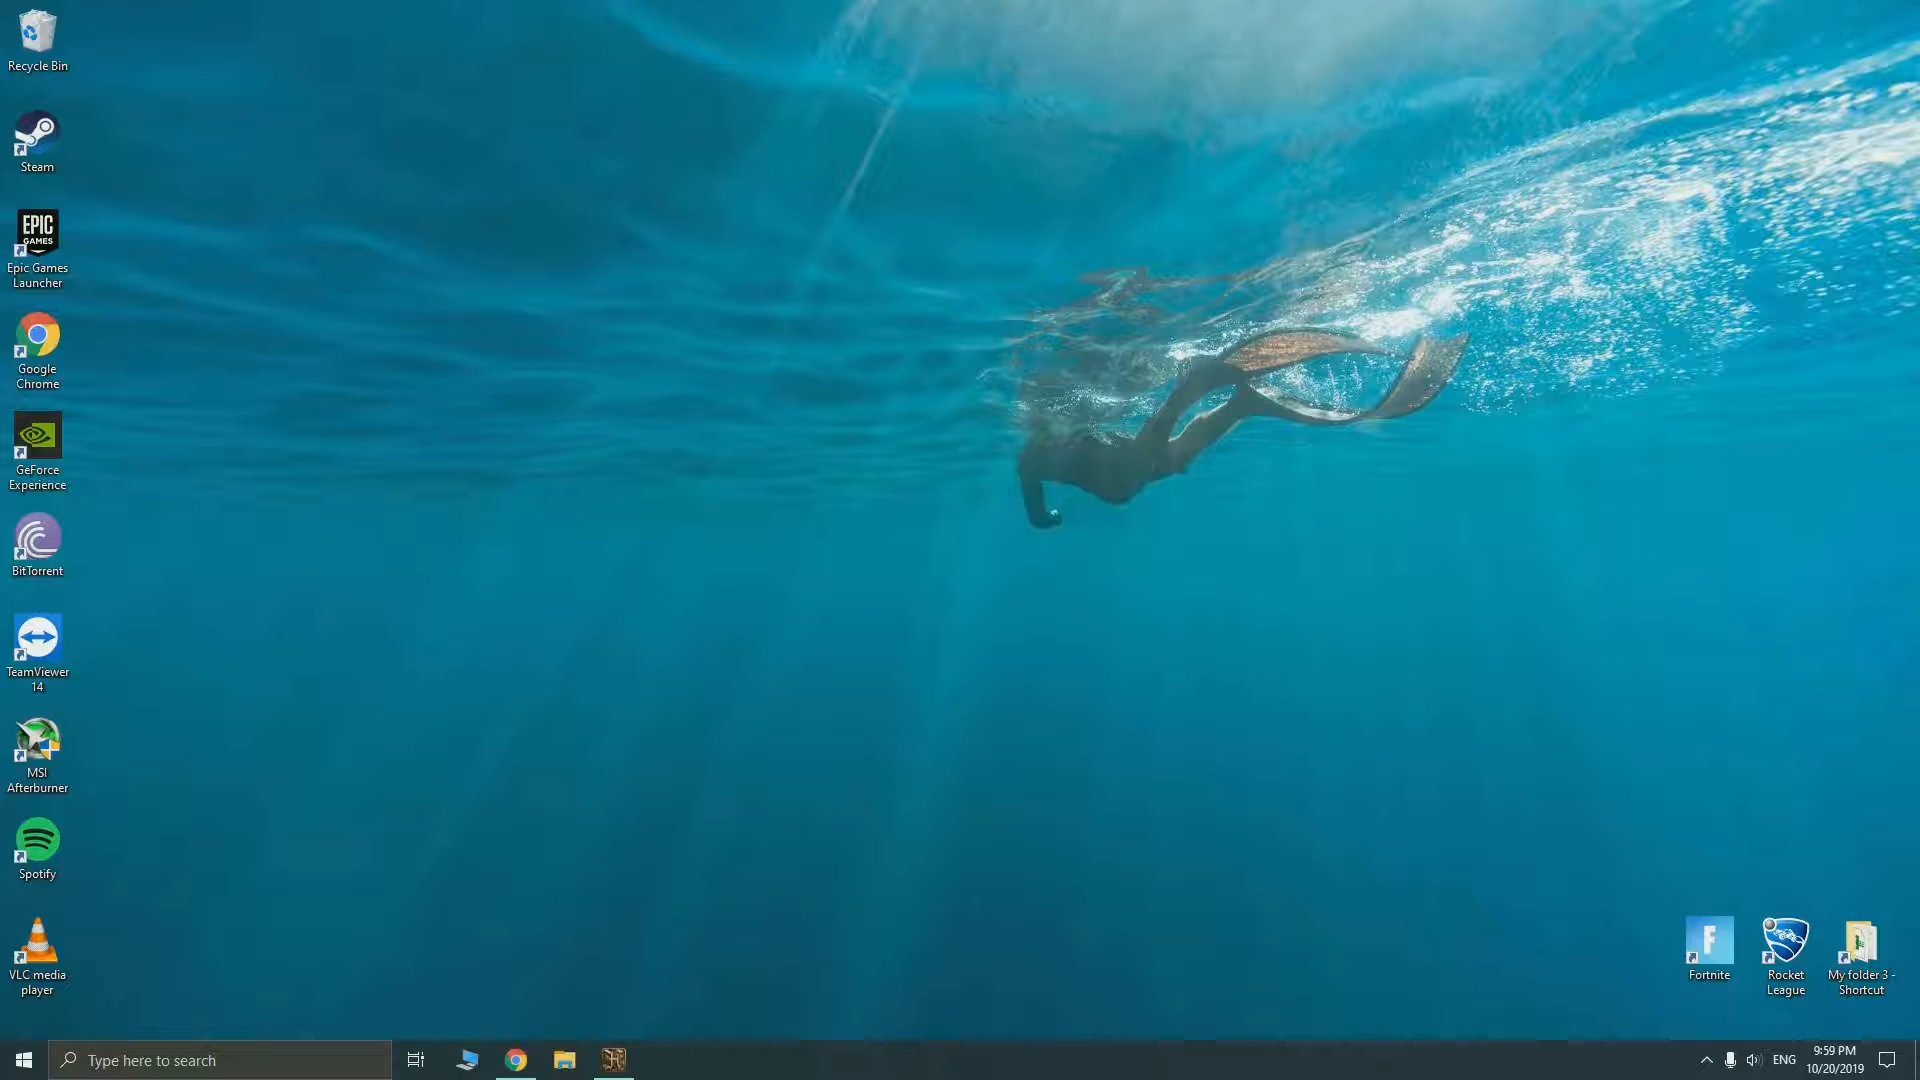 Recycle Bin
Steam
EPIC
GAMES
Epic Games
Launcher
Google
Chrome
GeForce
Experience
BitTorrent
TeamViewer
14
MSI
Afterburner
Spotify
VLC media
player
F
Fortnite
Rocket
League
My folder 3 -
Shortcut
Type here to search
ENG
9:59 PM
10/20/2019